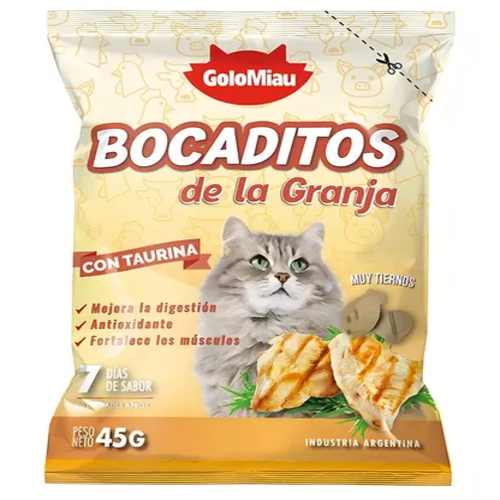 GoloMiau
BOCADITOS
de la Granja
CON TAURINA
MUY TIERNOS
Mejora la digestión
Antioxidante
Fortalece los músculos
7 DÍAS
DE SABOR
PESO
NETO 45G
INDUSTRIA ARGENTINA